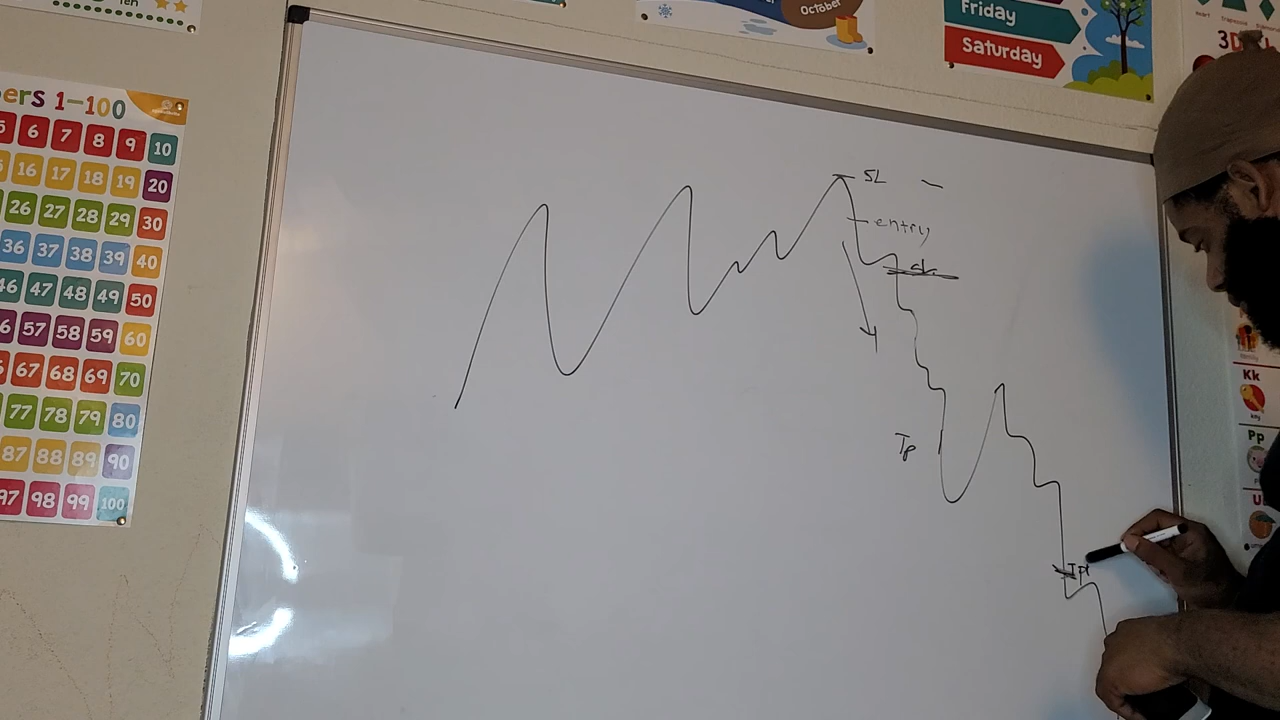 October
Friday
Saturday
3D
ers 1-100
5 6 7 8 9 10
16 17 18 19 20
26 27 28 29 30
36 37 38 39 40
46 47 48 49 50
6 57 58 59 60
67 68 69 70
77 78 79 80
87 88 89 90
97 98 99 100
SL
entry
TP
TP1
Kk
Pp